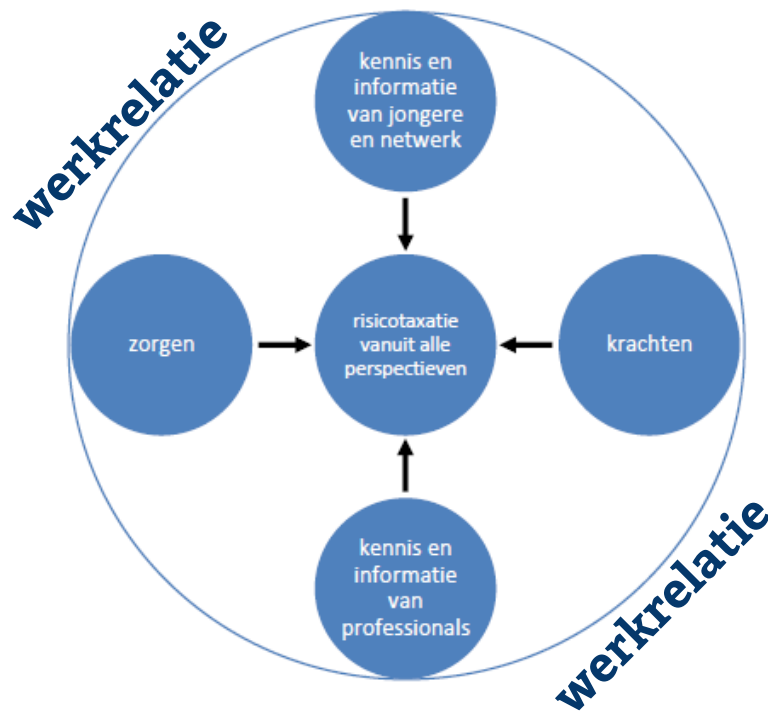 werkrelatie
kennis en
informatie
van jongere
en netwerk
zorgen
risicotaxatie
vanuit alle
perspectieven
krachten
kennis en
informatie
van
professionals
werkrelatie